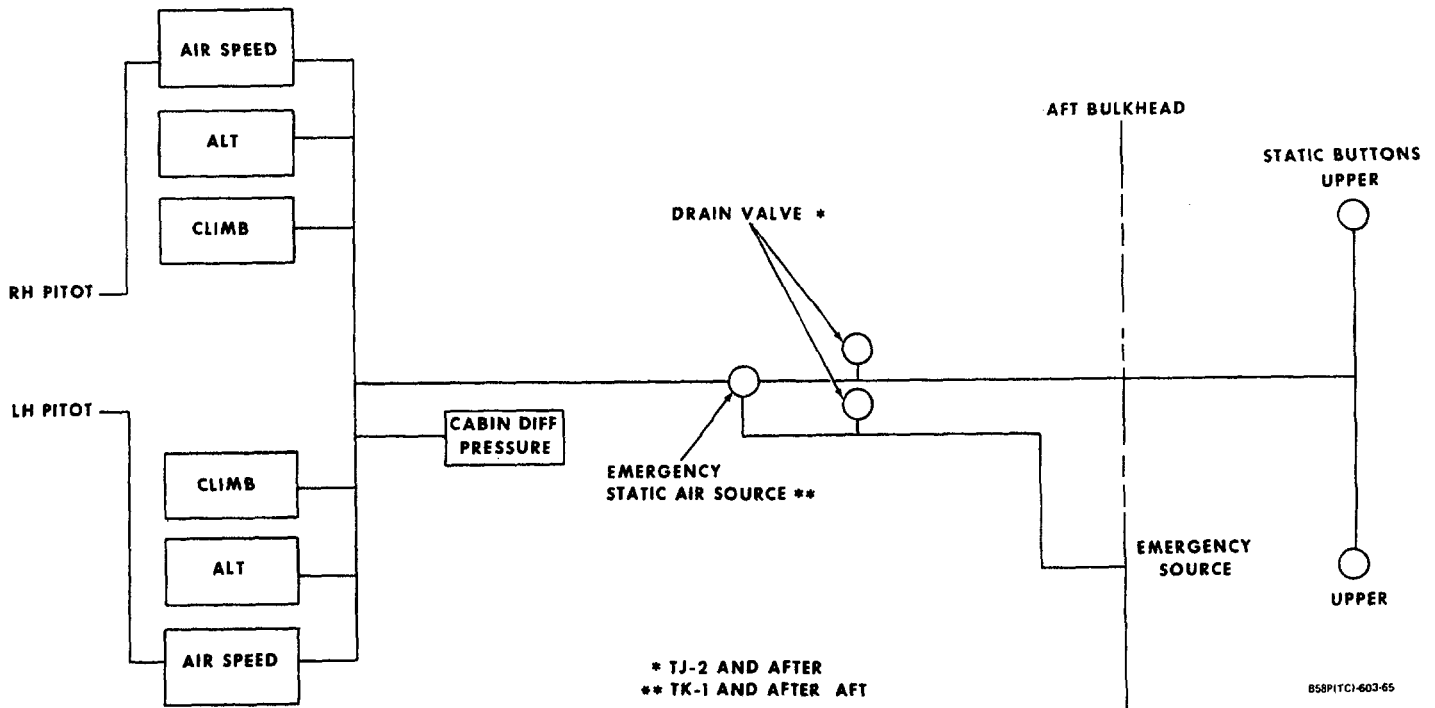 AIR SPEED
ALT
CLIMB
RH PITOT
LH PITOT
CLIMB
ALT
AIR SPEED
CABIN DIFF
PRESSURE
DRAIN VALVE *
EMERGENCY
STATIC AIR SOURCE **
AFT BULKHEAD
STATIC BUTTONS
UPPER
EMERGENCY
SOURCE
UPPER
* TJ-2 AND AFTER
** TK-1 AND AFTER AFT
B58P(TC)-603-65